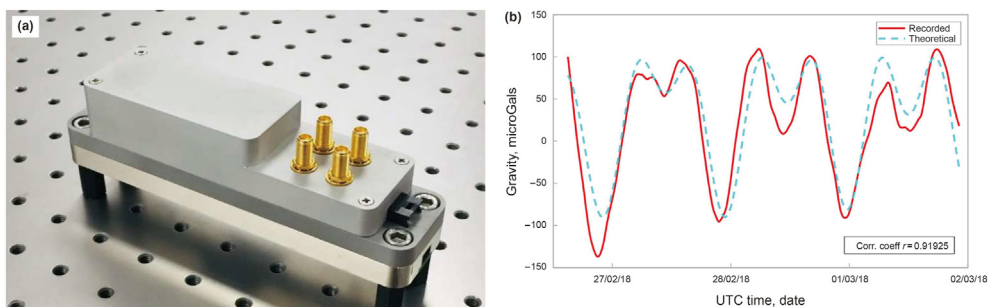 (a)
(b)
150
100
50
0
−50
−100
−150
Gravity, microGals
Recorded
Theoretical
Corr. coeff r = 0.91925
27/02/18
28/02/18
01/03/18
02/03/18
UTC time, date